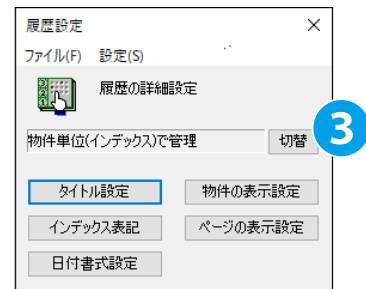 履歴設定
ファイル(F) 設定(S)
履歴の詳細設定
物件単位(インデックス)で管理 切替
3
タイトル設定 物件の表示設定
インデックス表記 ページの表示設定
日付書式設定